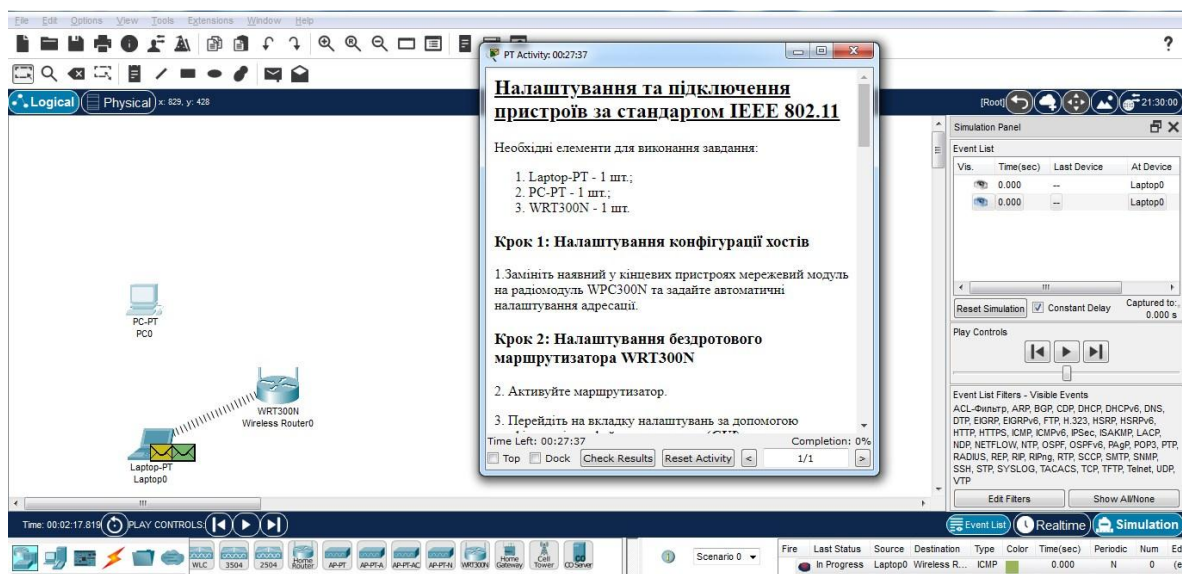 File Edit Options View Tools Extensions Window Help
?
Logical Physical x: 829, y: 428
[Root] 21:30:00
PC-PT
PC0
WRT300N
Wireless Router0
Laptop-PT
Laptop0
PT Activity: 00:27:37
Налаштування та підключення
пристроїв за стандартом IEEE 802.11
Необхідні елементи для виконання завдання:
1. Laptop-PT - 1 шт.;
2. PC-PT - 1 шт.;
3. WRT300N - 1 шт.
Крок 1: Налаштування конфігурації хостів
1.Замініть наявний у кінцевих пристроях мережевий модуль
на радіомодуль WPC300N та задайте автоматичні
налаштування адресації.
Крок 2: Налаштування бездротового
маршрутизатора WRT300N
2. Активуйте маршрутизатор.
3. Перейдіть на вкладку налаштувань за допомогою
Time Left: 00:27:37 Completion: 0%
Top Dock Check Results Reset Activity < 1/1 >
Simulation Panel
Event List
Vis. Time(sec) Last Device At Device
0.000 -- Laptop0
0.000 -- Laptop0
Reset Simulation Constant Delay Captured to:
0.000 s
Play Controls
Event List Filters - Visible Events
ACL-Фильтр, ARP, BGP, CDP, DHCP, DHCPv6, DNS,
DTP, EIGRP, EIGRPv6, FTP, H.323, HSRP, HSRPv6,
HTTP, HTTPS, ICMP, ICMPv6, IPSec, ISAKMP, LACP,
NDP, NETFLOW, NTP, OSPF, OSPFv6, PAgP, POP3, PTP,
RADIUS, REP, RIP, RIPng, RTP, SCCP, SMTP, SNMP,
SSH, STP, SYSLOG, TACACS, TCP, TFTP, Telnet, UDP,
VTP
Edit Filters Show All/None
Time: 00:02:17.819 PLAY CONTROLS:
Event List Realtime Simulation
WLC 3504 2504 Home Router AP-PT AP-PT-A AP-PT-AC AP-PT-N WRT300N Home Gateway Cell Tower CO Server
Scenario 0
Fire Last Status Source Destination Type Color Time(sec) Periodic Num Ed
In Progress Laptop0 Wireless R... ICMP 0.000 N 0 (e